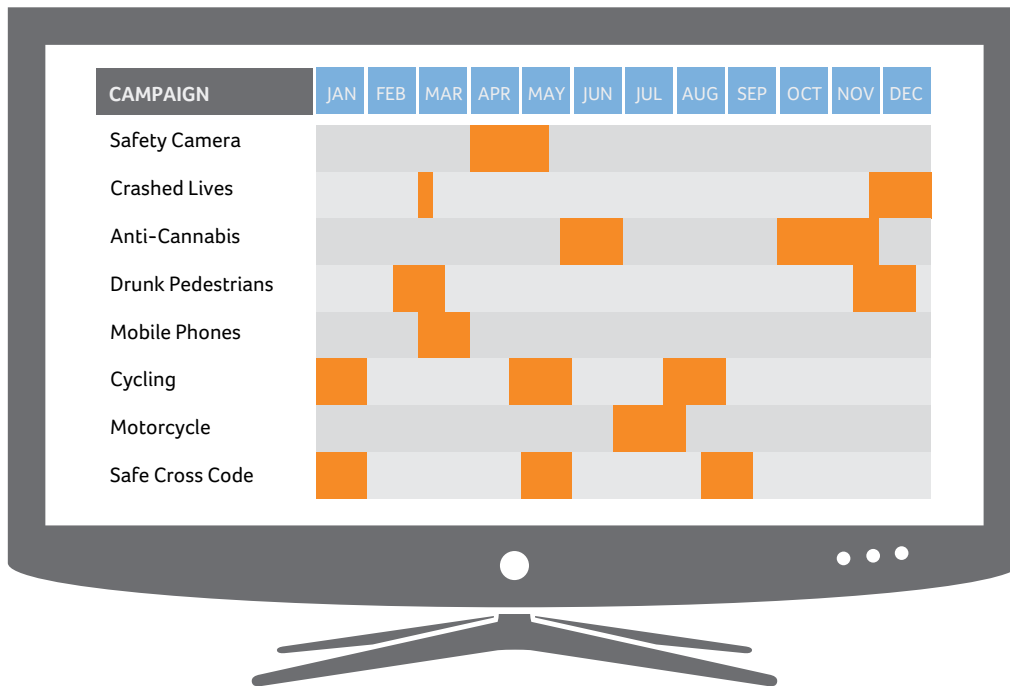 CAMPAIGN JAN FEB MAR APR MAY JUN JUL AUG SEP OCT NOV DEC
Safety Camera
Crashed Lives
Anti-Cannabis
Drunk Pedestrians
Mobile Phones
Cycling
Motorcycle
Safe Cross Code